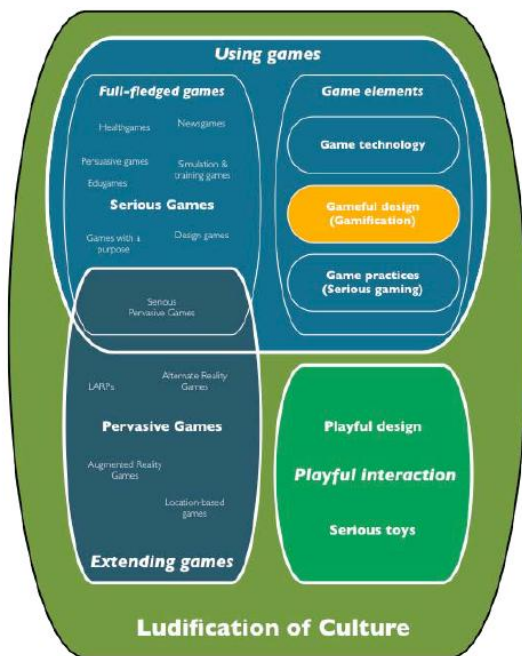 Using games
Full-fledged games
Game elements
Healthgames
Newsgames
Game technology
Persuasive games
Simulation &
training games
Edugames
Serious Games
Gameful design
(Gamification)
Games with a
purpose
Design games
Game practices
(Serious gaming)
Serious
Pervasive Games
LARPs
Alternate Reality
Games
Pervasive Games
Augmented Reality
Games
Location-based
games
Extending games
Playful design
Playful interaction
Serious toys
Ludification of Culture